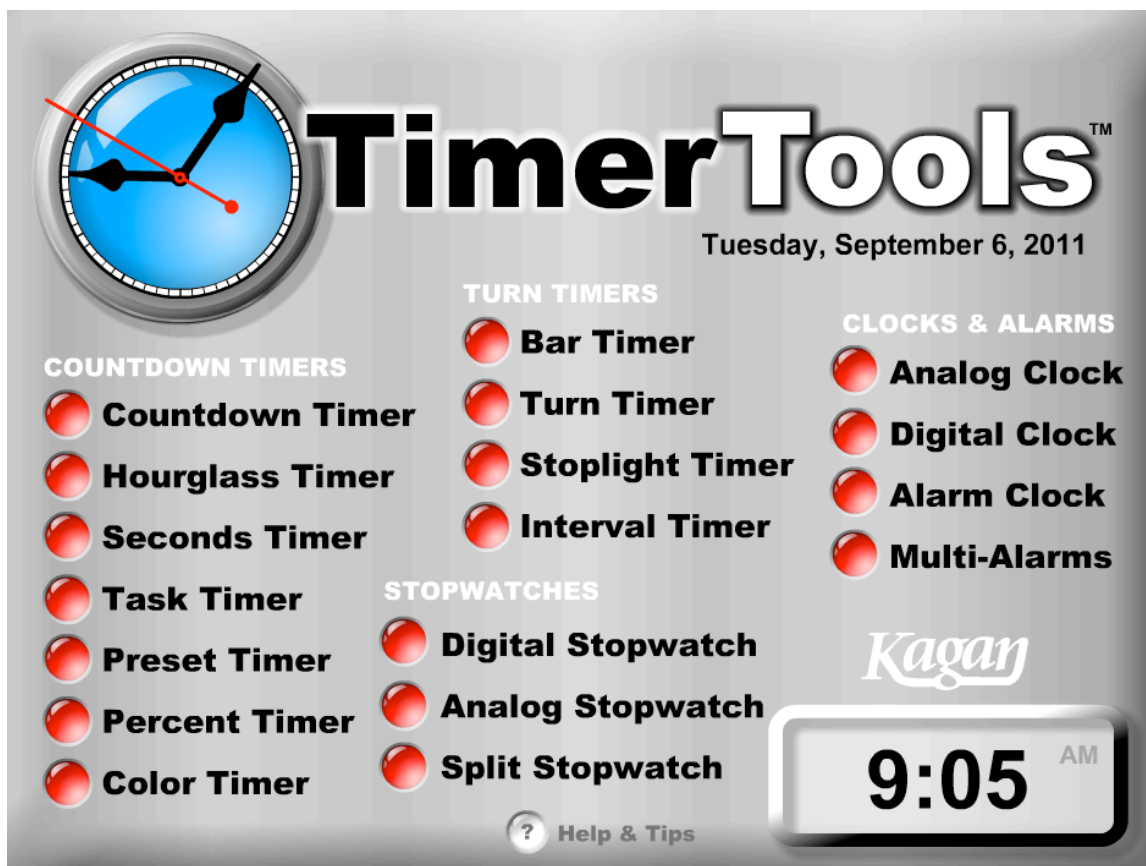 TimerTools™
Tuesday, September 6, 2011
COUNTDOWN TIMERS
Countdown Timer
Hourglass Timer
Seconds Timer
Task Timer
Preset Timer
Percent Timer
Color Timer
TURN TIMERS
Bar Timer
Turn Timer
Stoplight Timer
Interval Timer
STOPWATCHES
Digital Stopwatch
Analog Stopwatch
Split Stopwatch
? Help & Tips
CLOCKS & ALARMS
Analog Clock
Digital Clock
Alarm Clock
Multi-Alarms
Kagan
9:05 AM